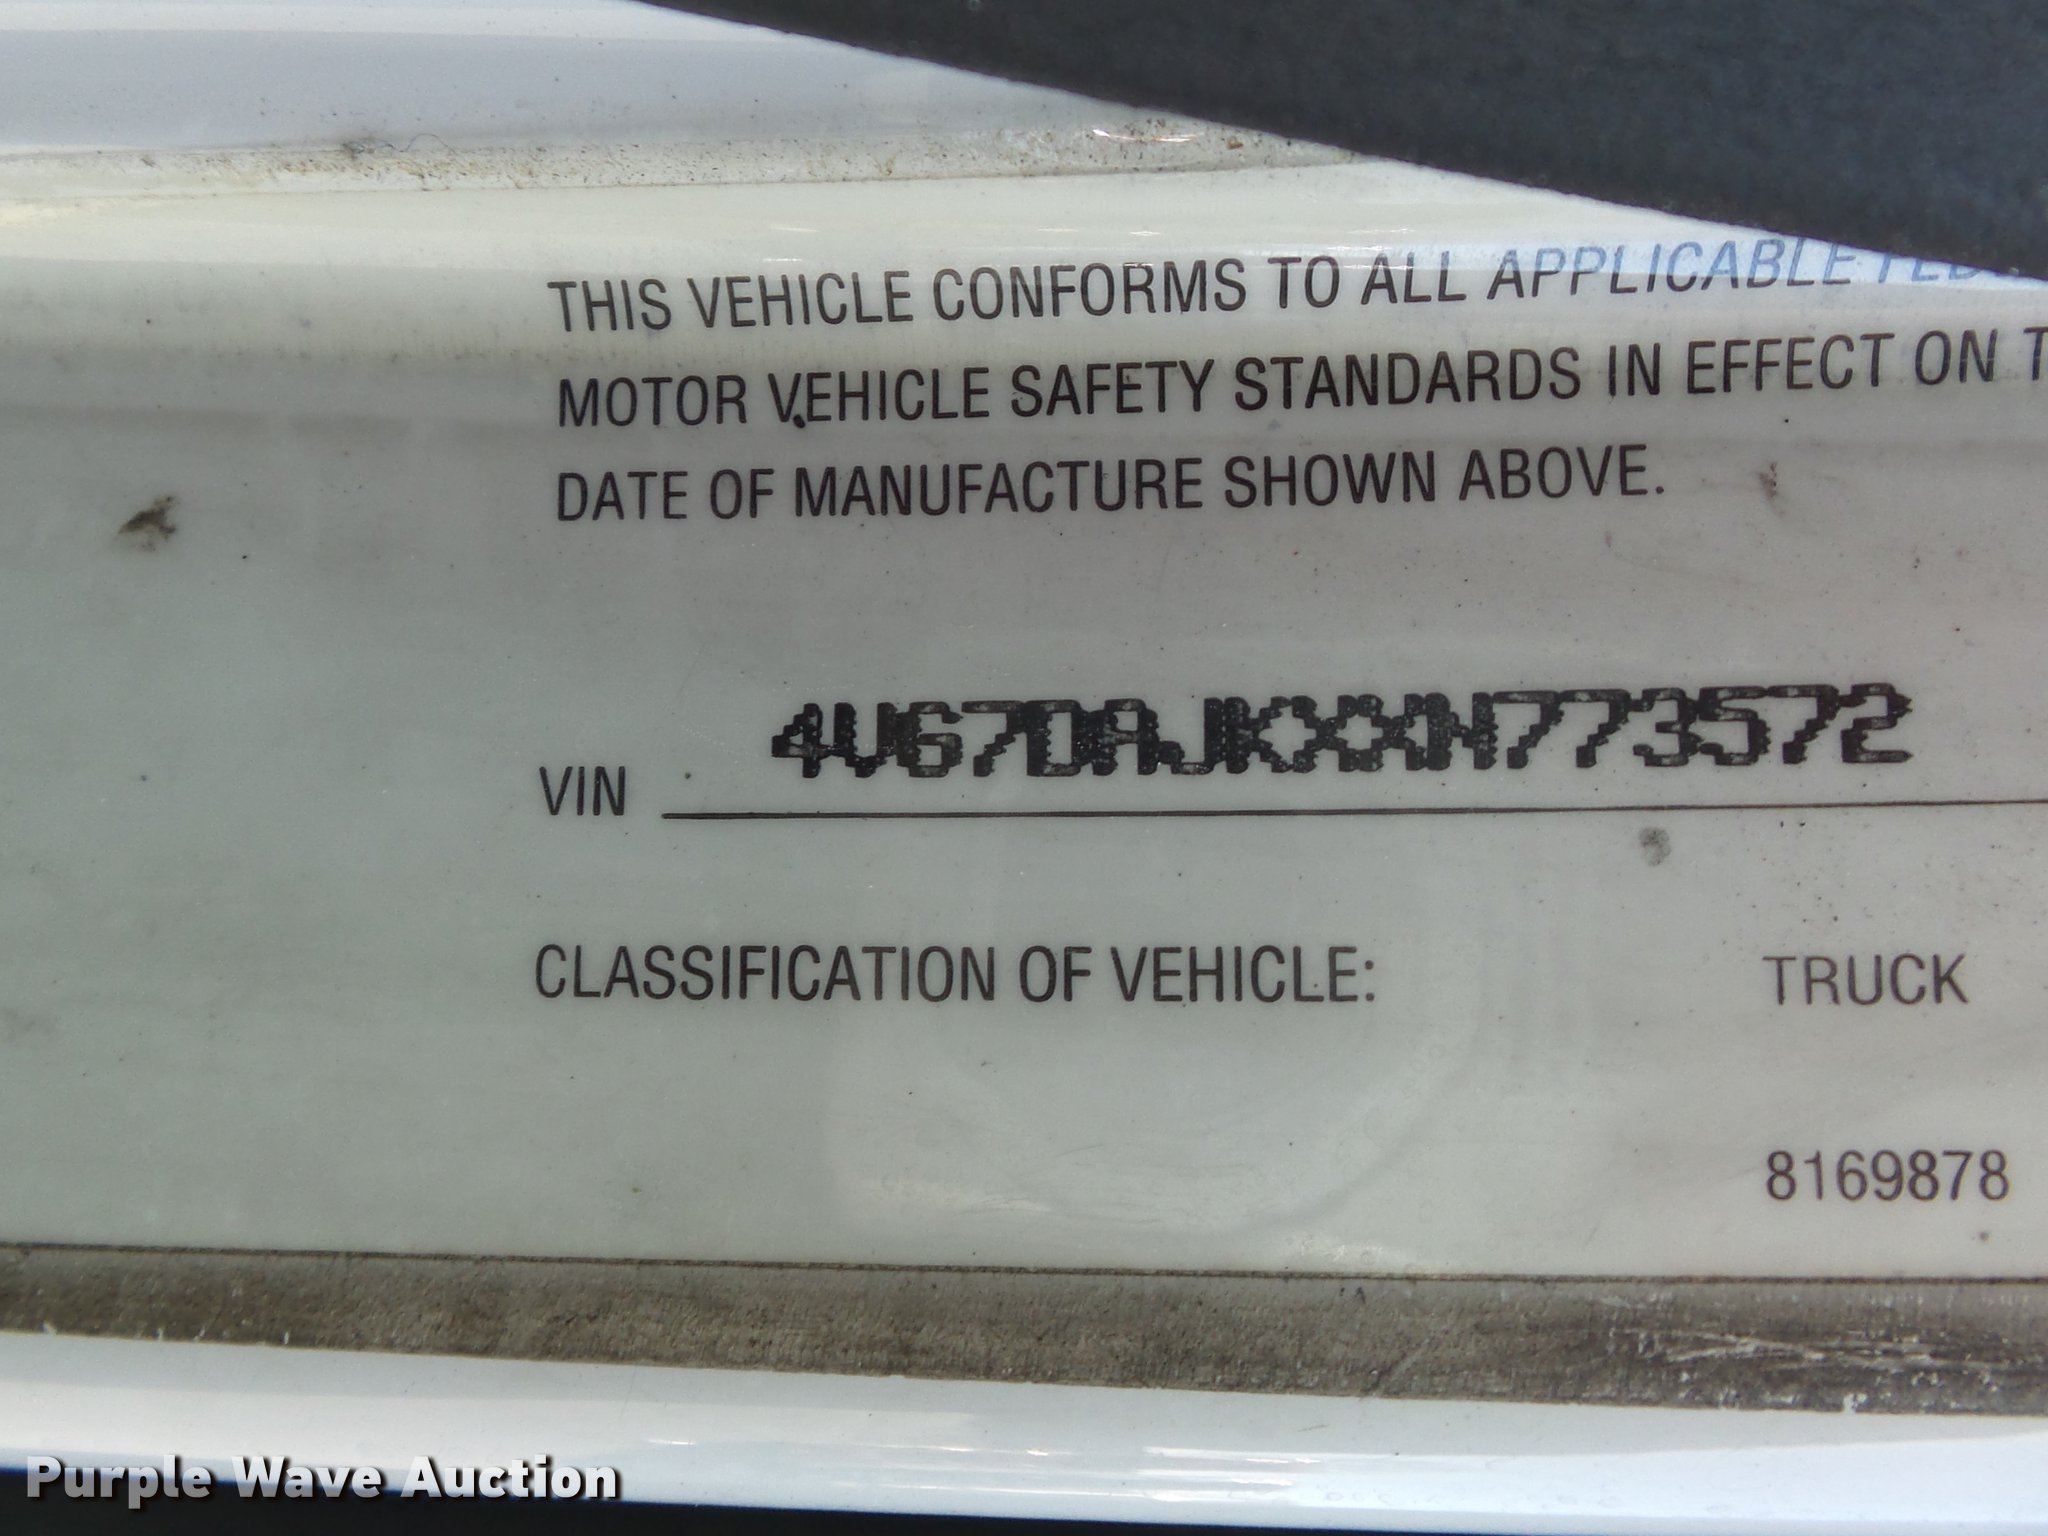 THIS VEHICLE CONFORMS TO ALL APPLICABLE
MOTOR VEHICLE SAFETY STANDARDS IN EFFECT ON T
DATE OF MANUFACTURE SHOWN ABOVE.
VIN 4VG7DAJKXXN773572
CLASSIFICATION OF VEHICLE: TRUCK
8169878
Purple Wave Auction